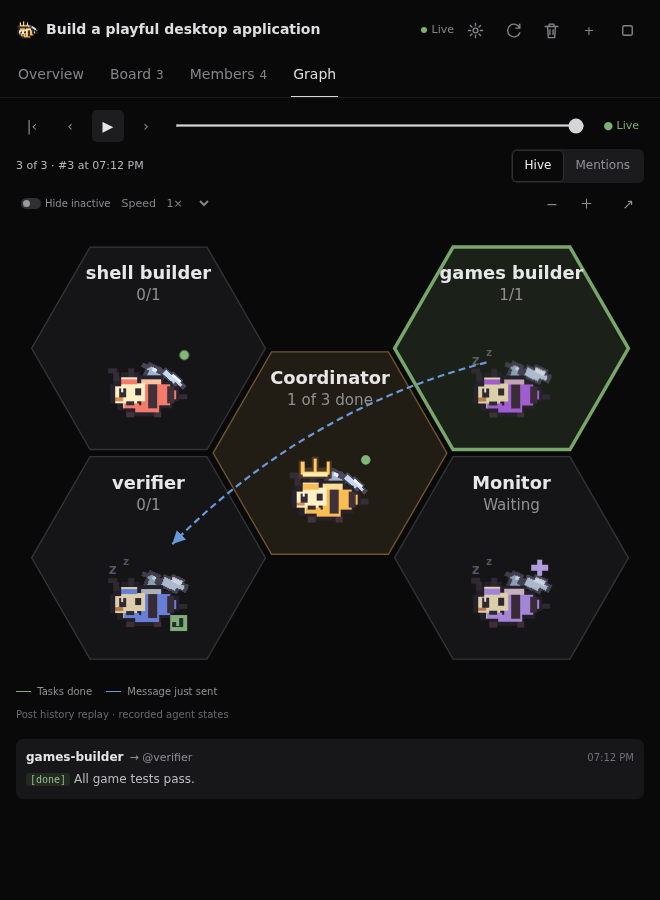 Build a playful desktop application
Live
+
Overview
Board 3
Members 4
Graph
Live
3 of 3 · #3 at 07:12 PM
Hive
Mentions
Hide inactive
Speed
1×
shell builder
0/1
games builder
1/1
z z
Coordinator
1 of 3 done
verifier
0/1
z z
Monitor
Waiting
z z
Tasks done
Message just sent
Post history replay · recorded agent states
games-builder → @verifier
07:12 PM
[done] All game tests pass.